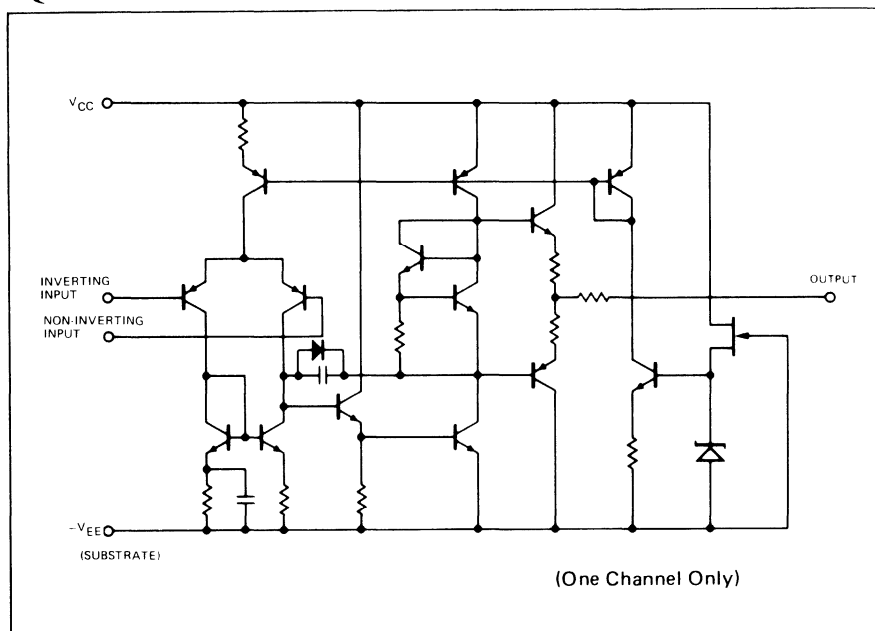 VCC
INVERTING
INPUT
NON-INVERTING
INPUT
OUTPUT
-VEE
(SUBSTRATE)
(One Channel Only)